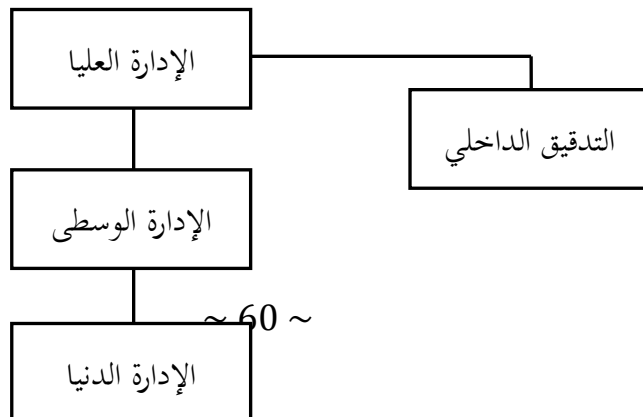 الإدارة العليا
التدقيق الداخلي
الإدارة الوسطى
~ 60 ~
الإدارة الدنيا